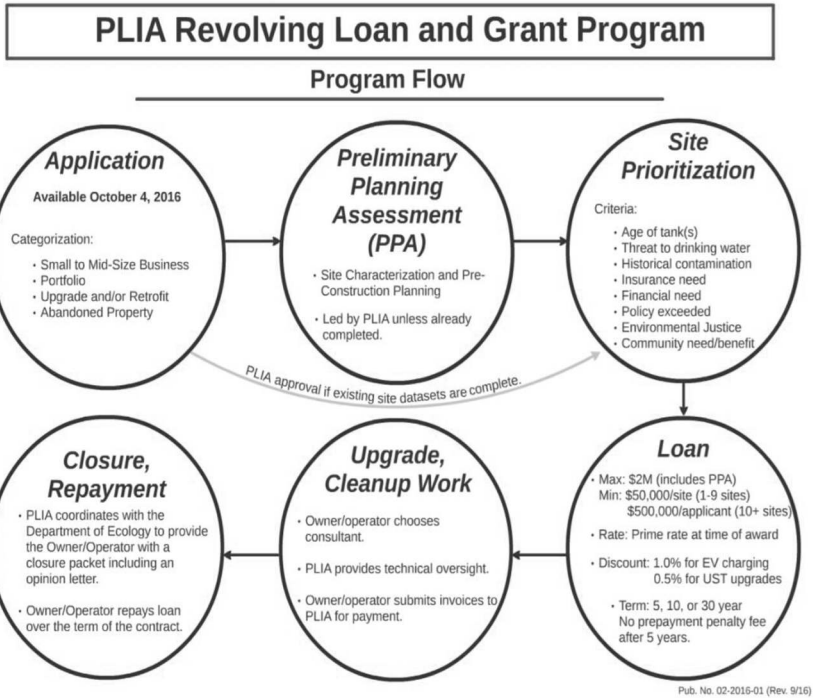 PLIA Revolving Loan and Grant Program
Program Flow
Application
Available October 4, 2016
Categorization:
• Small to Mid-Size Business
• Portfolio
• Upgrade and/or Retrofit
• Abandoned Property
Preliminary
Planning
Assessment
(PPA)
• Site Characterization and Pre-
Construction Planning
• Led by PLIA unless already
completed.
Site
Prioritization
Criteria:
• Age of tank(s)
• Threat to drinking water
• Historical contamination
• Insurance need
• Financial need
• Policy exceeded
• Environmental Justice
• Community need/benefit
PLIA approval if existing site datasets are complete.
Loan
• Max: $2M (includes PPA)
Min: $50,000/site (1-9 sites)
$500,000/applicant (10+ sites)
• Rate: Prime rate at time of award
• Discount: 1.0% for EV charging
0.5% for UST upgrades
• Term: 5, 10, or 30 year
No prepayment penalty fee
after 5 years.
Upgrade,
Cleanup Work
• Owner/operator chooses
consultant.
• PLIA provides technical oversight.
• Owner/operator submits invoices to
PLIA for payment.
Closure,
Repayment
• PLIA coordinates with the
Department of Ecology to provide
the Owner/Operator with a
closure packet including an
opinion letter.
• Owner/Operator repays loan
over the term of the contract.
Pub. No. 02-2016-01 (Rev. 9/16)